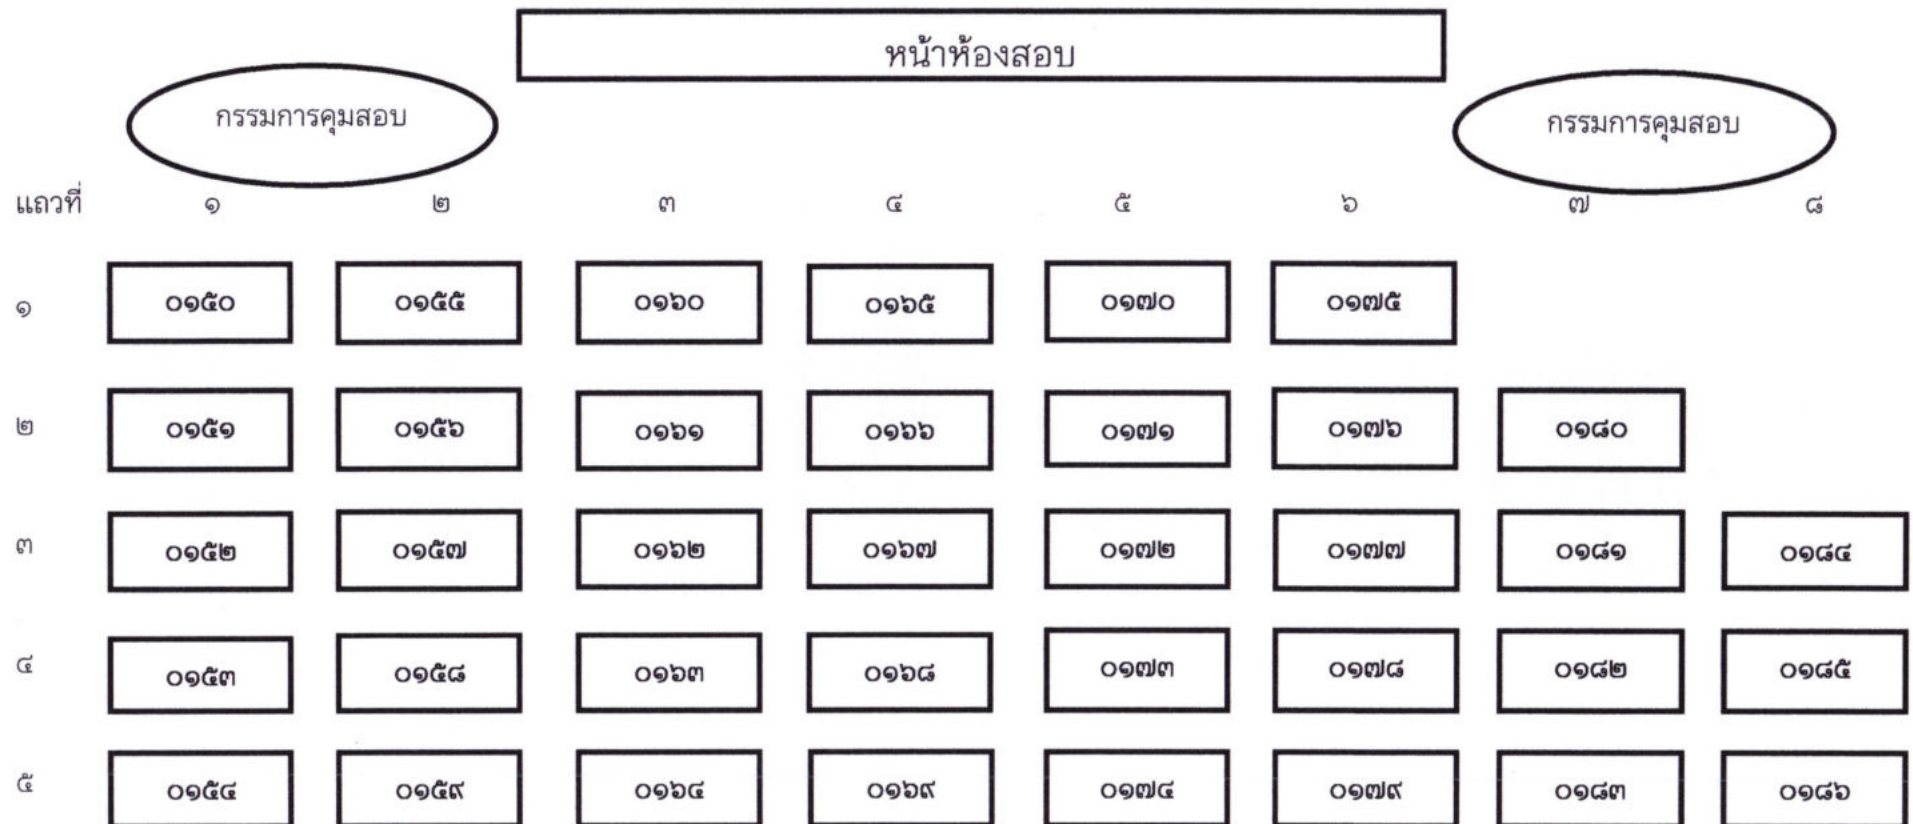 หน้าห้องสอบ
กรรมการคุมสอบ กรรมการคุมสอบ
แถวที่ ๑ ๒ ๓ ๔ ๕ ๖ ๗ ๘
๑ ๐๑๕๐ ๐๑๕๕ ๐๑๖๐ ๐๑๖๕ ๐๑๗๐ ๐๑๗๕
๒ ๐๑๕๑ ๐๑๕๖ ๐๑๖๑ ๐๑๖๖ ๐๑๗๑ ๐๑๗๖ ๐๑๘๐
๓ ๐๑๕๒ ๐๑๕๗ ๐๑๖๒ ๐๑๖๗ ๐๑๗๒ ๐๑๗๗ ๐๑๘๑ ๐๑๘๔
๔ ๐๑๕๓ ๐๑๕๘ ๐๑๖๓ ๐๑๖๘ ๐๑๗๓ ๐๑๗๘ ๐๑๘๒ ๐๑๘๕
๕ ๐๑๕๔ ๐๑๕๙ ๐๑๖๔ ๐๑๖๙ ๐๑๗๔ ๐๑๗๙ ๐๑๘๓ ๐๑๘๖